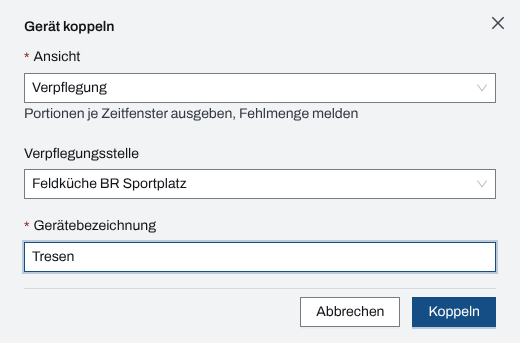 Gerät koppeln
* Ansicht
Verpflegung
Portionen je Zeitfenster ausgeben, Fehlmenge melden
Verpflegungsstelle
Feldküche BR Sportplatz
* Gerätebezeichnung
Tresen
Abbrechen Koppeln